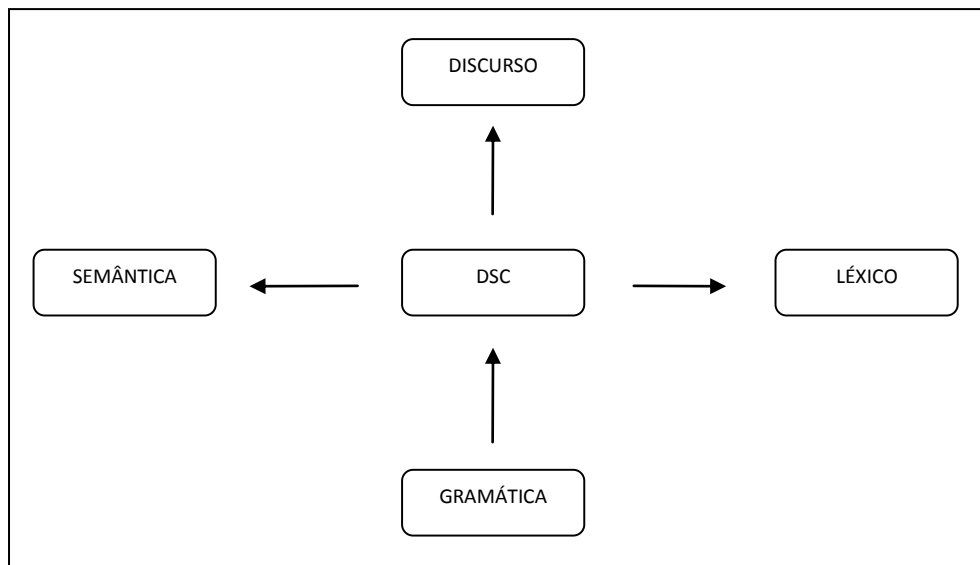 DISCURSO
SEMÂNTICA
DSC
LÉXICO
GRAMÁTICA